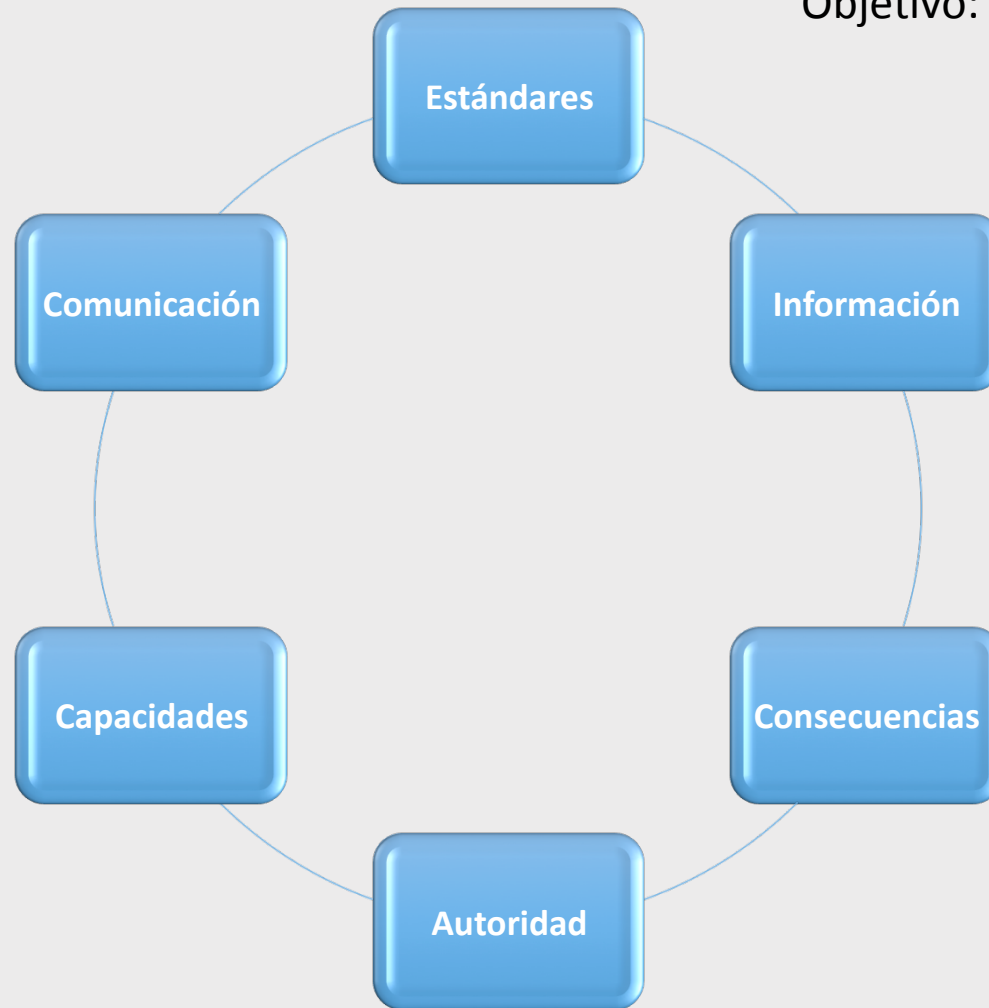 Objetivo:
Estándares
Información
Consecuencias
Autoridad
Capacidades
Comunicación